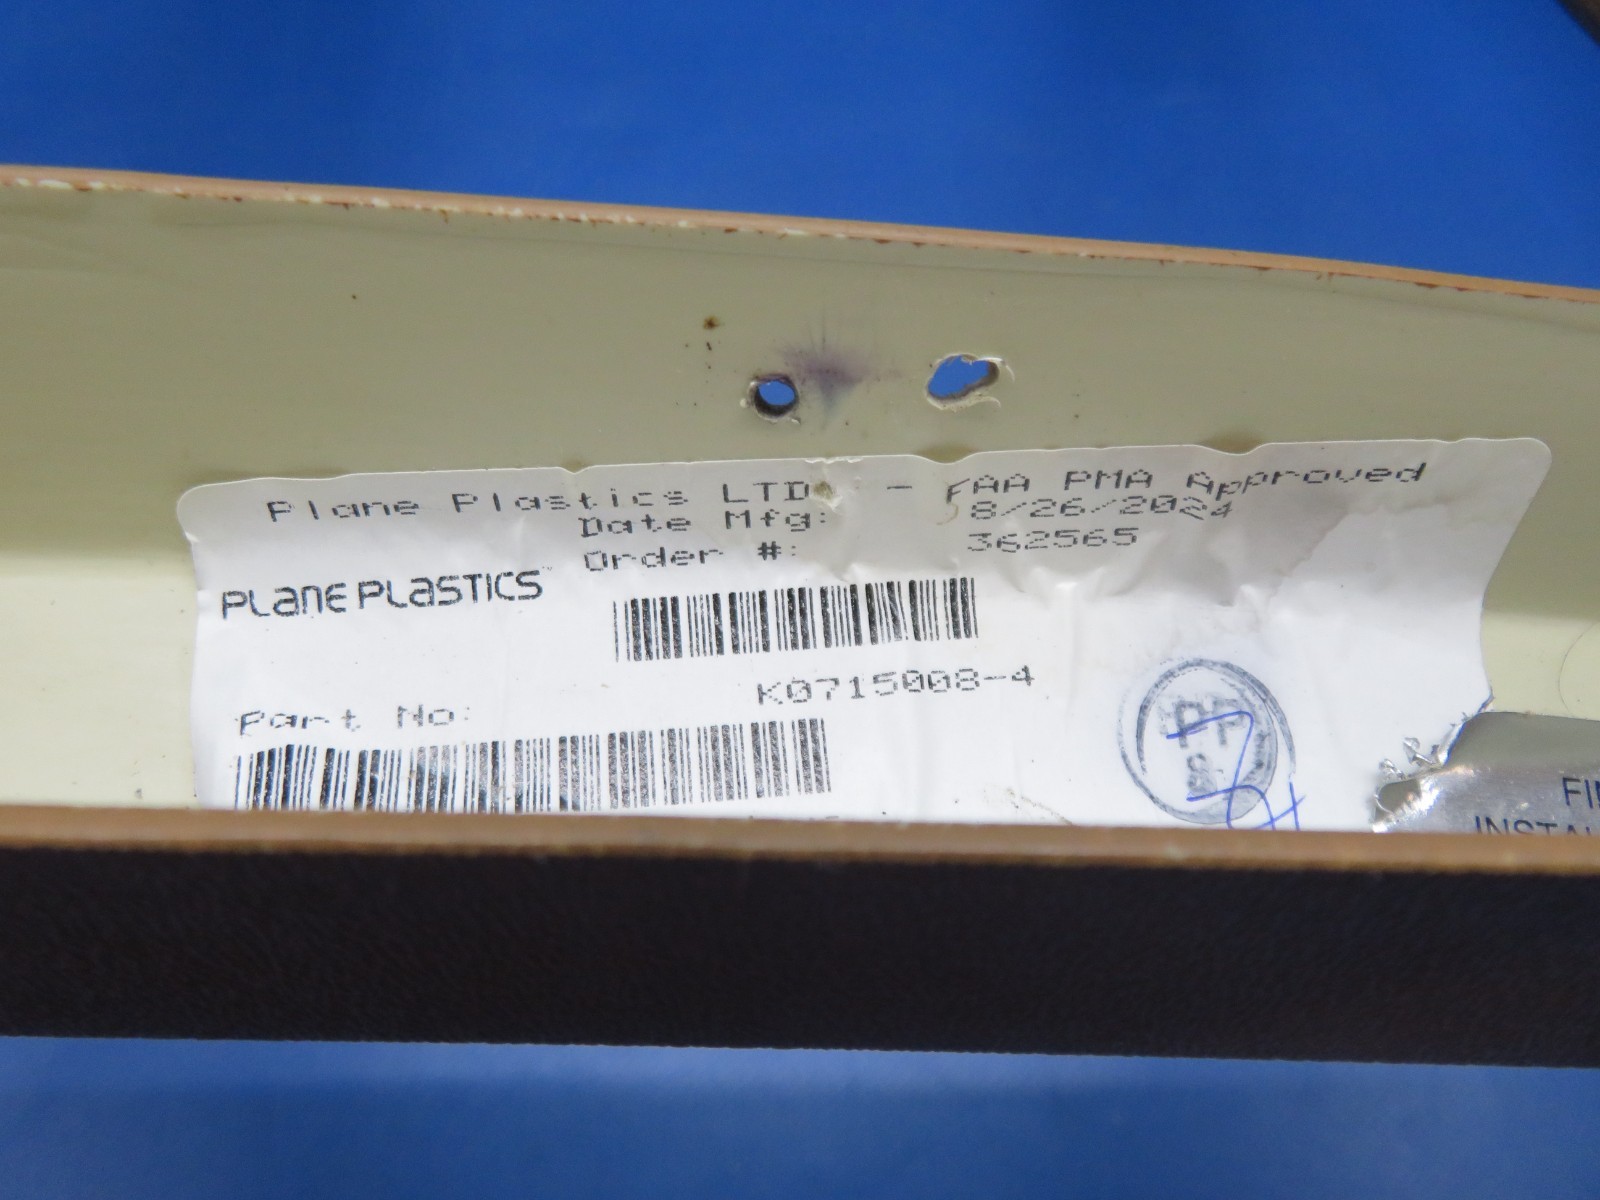 Plane Plastics LTD. - FAA PMA Approved
Date Mfg: 8/26/2024
Order #: 362565
PLANE PLASTICS
Part No: K0715008-4
PP